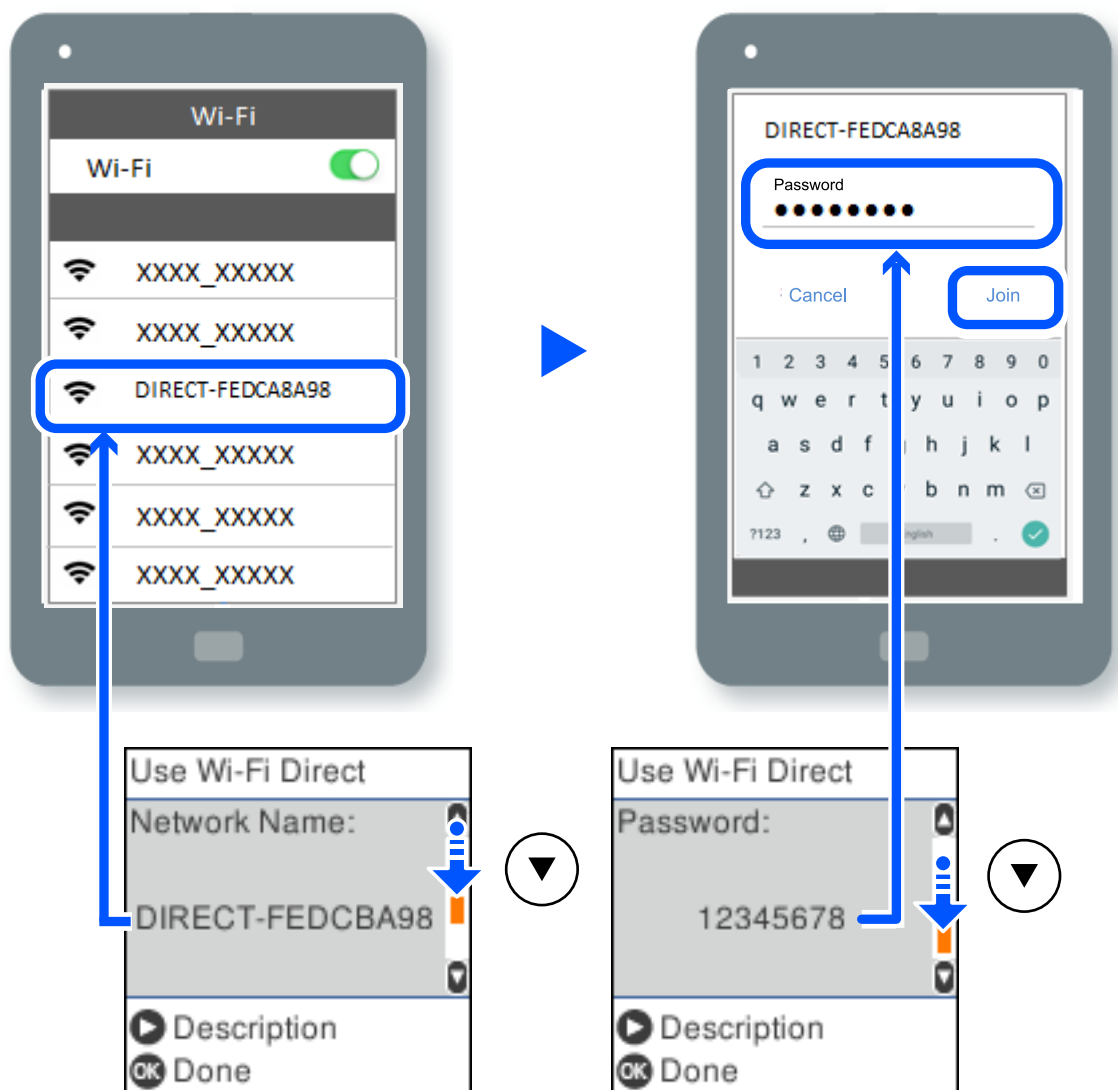 Wi-Fi
Wi-Fi
XXXX_XXXXX
XXXX_XXXXX
DIRECT-FEDCA8A98
XXXX_XXXXX
XXXX_XXXXX
XXXX_XXXXX
DIRECT-FEDCA8A98
Password
Cancel Join
1 2 3 4 5 6 7 8 9 0
q w e r t y u i o p
a s d f h j k l
z x c b n m
?123 , .
Use Wi-Fi Direct
Network Name:
DIRECT-FEDCBA98
Description
OK Done
Use Wi-Fi Direct
Password:
12345678
Description
OK Done